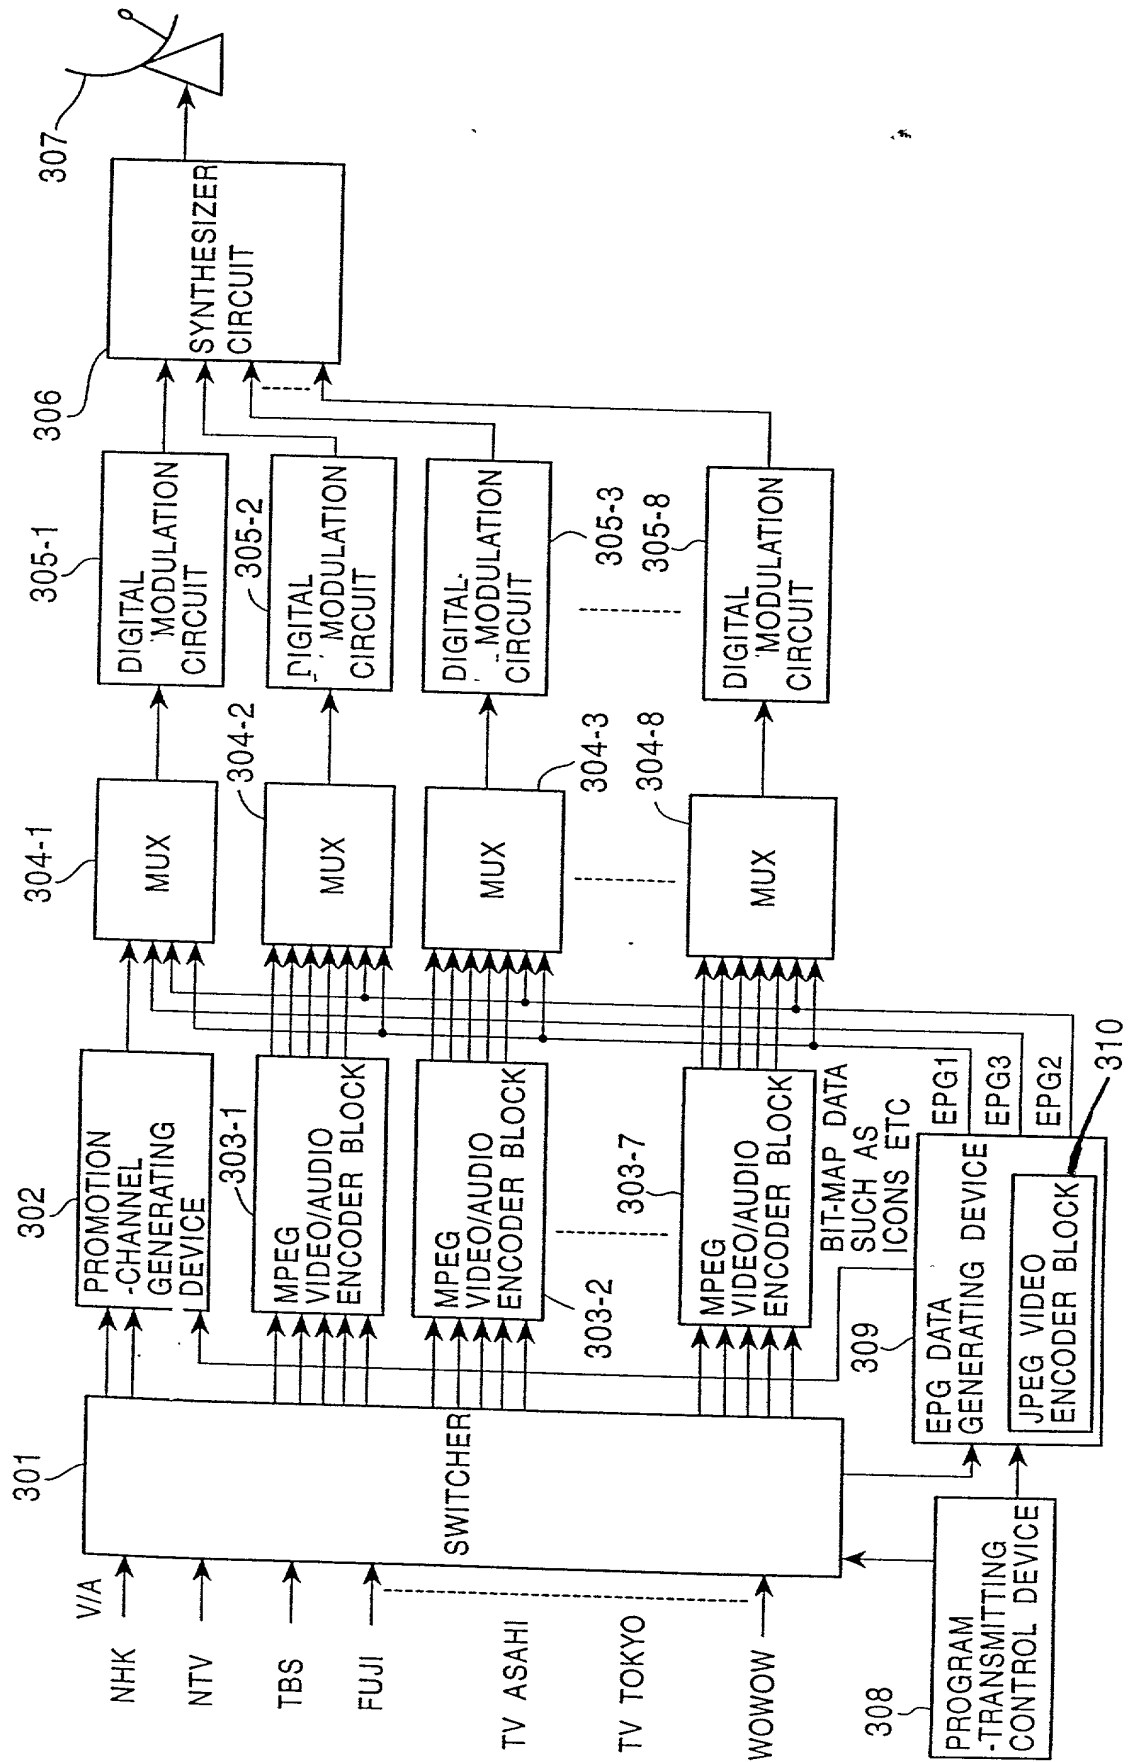 V/A
NHK
NTV
TBS
FUJI
TV ASAHI
TV TOKYO
WOWOW
301
SWITCHER
308
PROGRAM
-TRANSMITTING
CONTROL DEVICE
302
PROMOTION
-CHANNEL
GENERATING
DEVICE
303-1
MPEG
VIDEO/AUDIO
ENCODER BLOCK
MPEG
VIDEO/AUDIO
ENCODER BLOCK
303-2
303-7
MPEG
VIDEO/AUDIO
ENCODER BLOCK
BIT-MAP DATA
SUCH AS
ICONS ETC
309
EPG DATA
GENERATING DEVICE
JPEG VIDEO
ENCODER BLOCK
310
EPG1
EPG3
EPG2
304-1
MUX
304-2
MUX
MUX
304-3
304-8
MUX
305-1
DIGITAL
MODULATION
CIRCUIT
305-2
DIGITAL
MODULATION
CIRCUIT
DIGITAL
MODULATION
CIRCUIT
305-3
305-8
DIGITAL
MODULATION
CIRCUIT
306
SYNTHESIZER
CIRCUIT
307